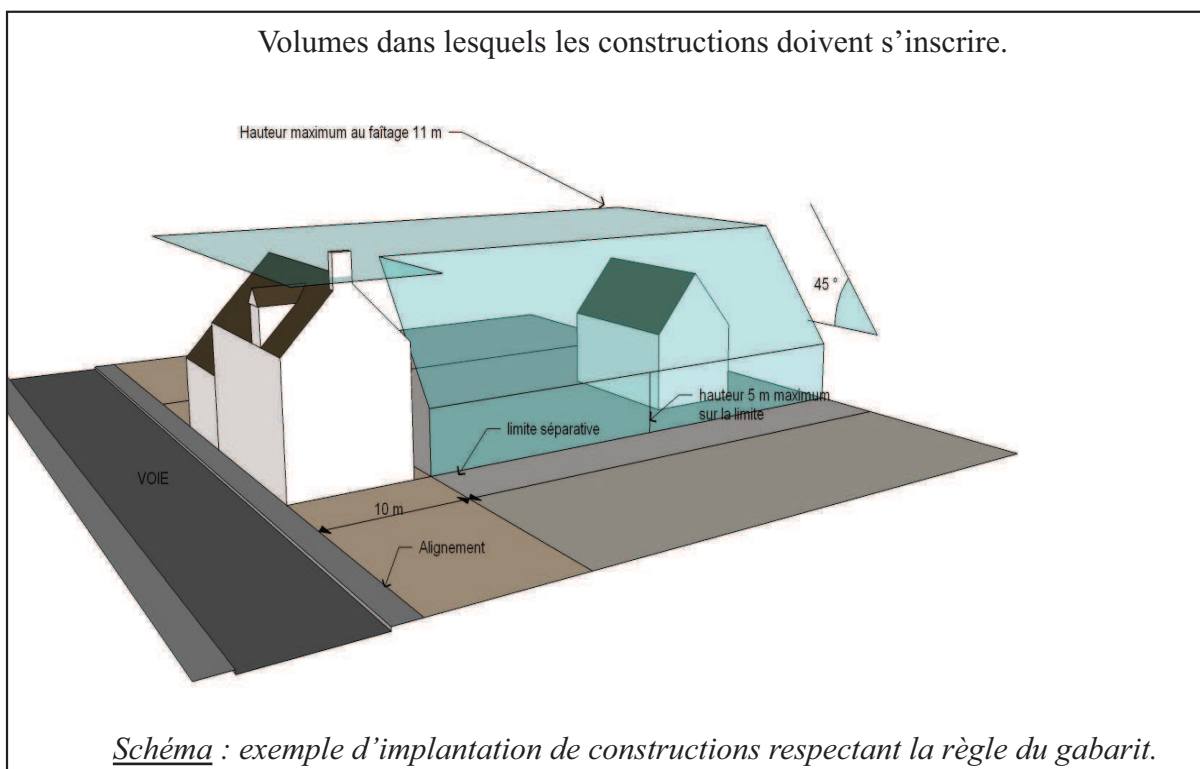 Volumes dans lesquels les constructions doivent s’inscrire.
Hauteur maximum au faîtage 11 m
45 °
hauteur 5 m maximum
sur la limite
limite séparative
VOIE
10 m
Alignement
Schéma : exemple d’implantation de constructions respectant la règle du gabarit.